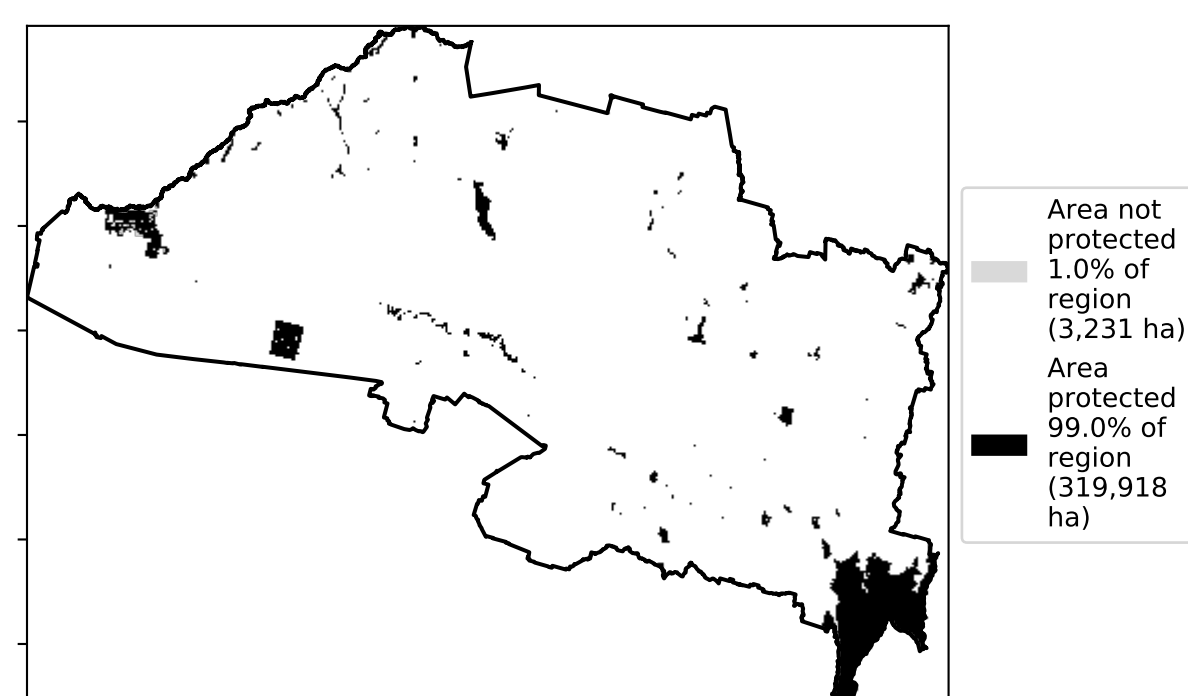 Area not
protected
1.0% of
region
(3,231 ha)
Area
protected
99.0% of
region
(319,918
ha)